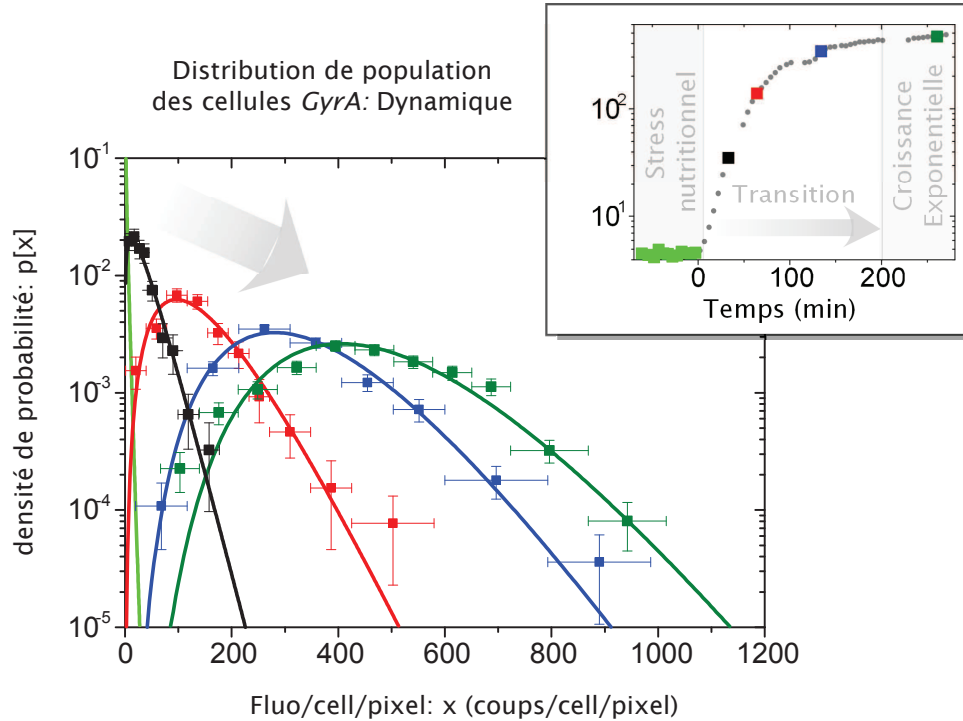 Distribution de population
des cellules GyrA: Dynamique
densité de probabilité: p[x]
10^-1
10^-2
10^-3
10^-4
10^-5
0 200 400 600 800 1000 1200
Fluo/cell/pixel: x (coups/cell/pixel)
10^2
10^1
Stress
nutritionnel
Transition
Croissance
Exponentielle
0 100 200
Temps (min)